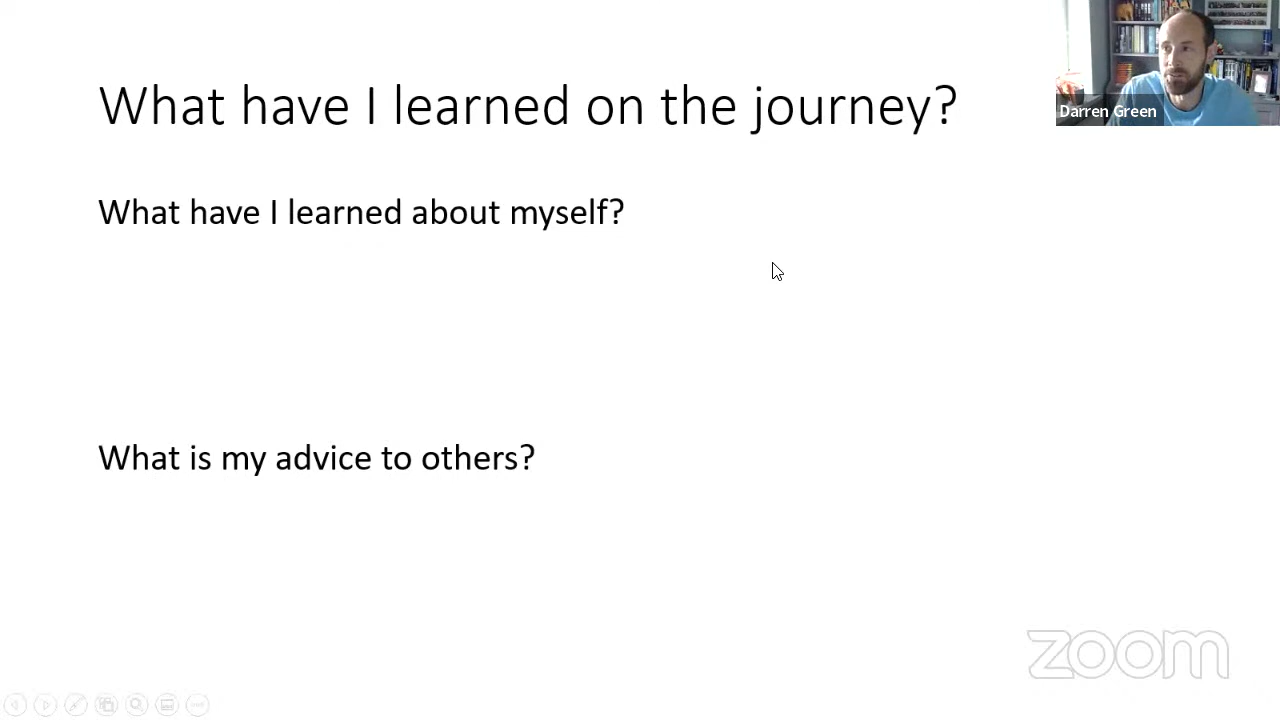 What have I learned on the journey?
Darren Green
What have I learned about myself?
What is my advice to others?
zoom